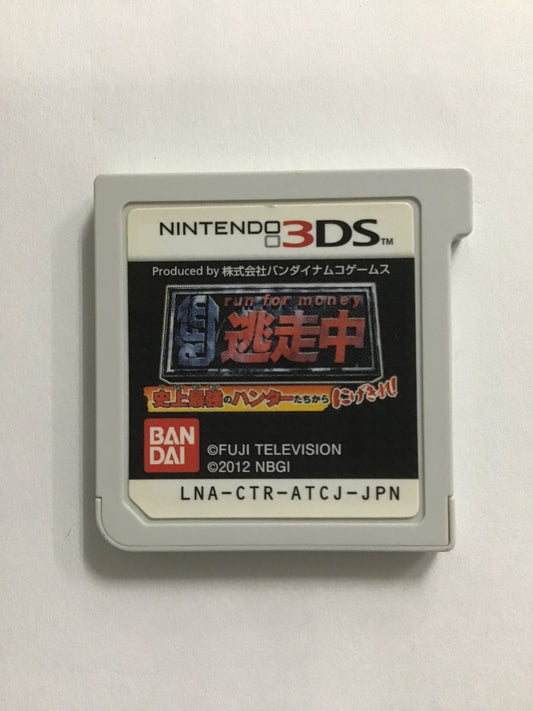 NINTENDO 3DS™
Produced by 株式会社バンダイナムコゲームス
run for money
逃走中
史上最強のハンターたちから にげきれ!
BAN
DAI
©FUJI TELEVISION
©2012 NBGI
LNA-CTR-ATCJ-JPN